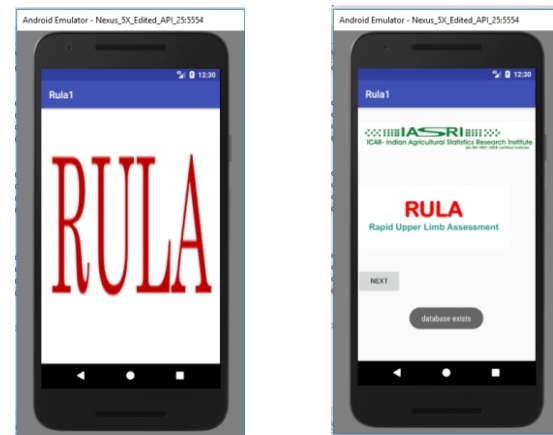 Android Emulator - Nexus_5X_Edited_API_25:5554
12:30
Rula1
RULA
Android Emulator - Nexus_5X_Edited_API_25:5554
12:30
Rula1
IASRI
ICAR- Indian Agricultural Statistics Research Institute
RULA
Rapid Upper Limb Assessment
NEXT
database exists